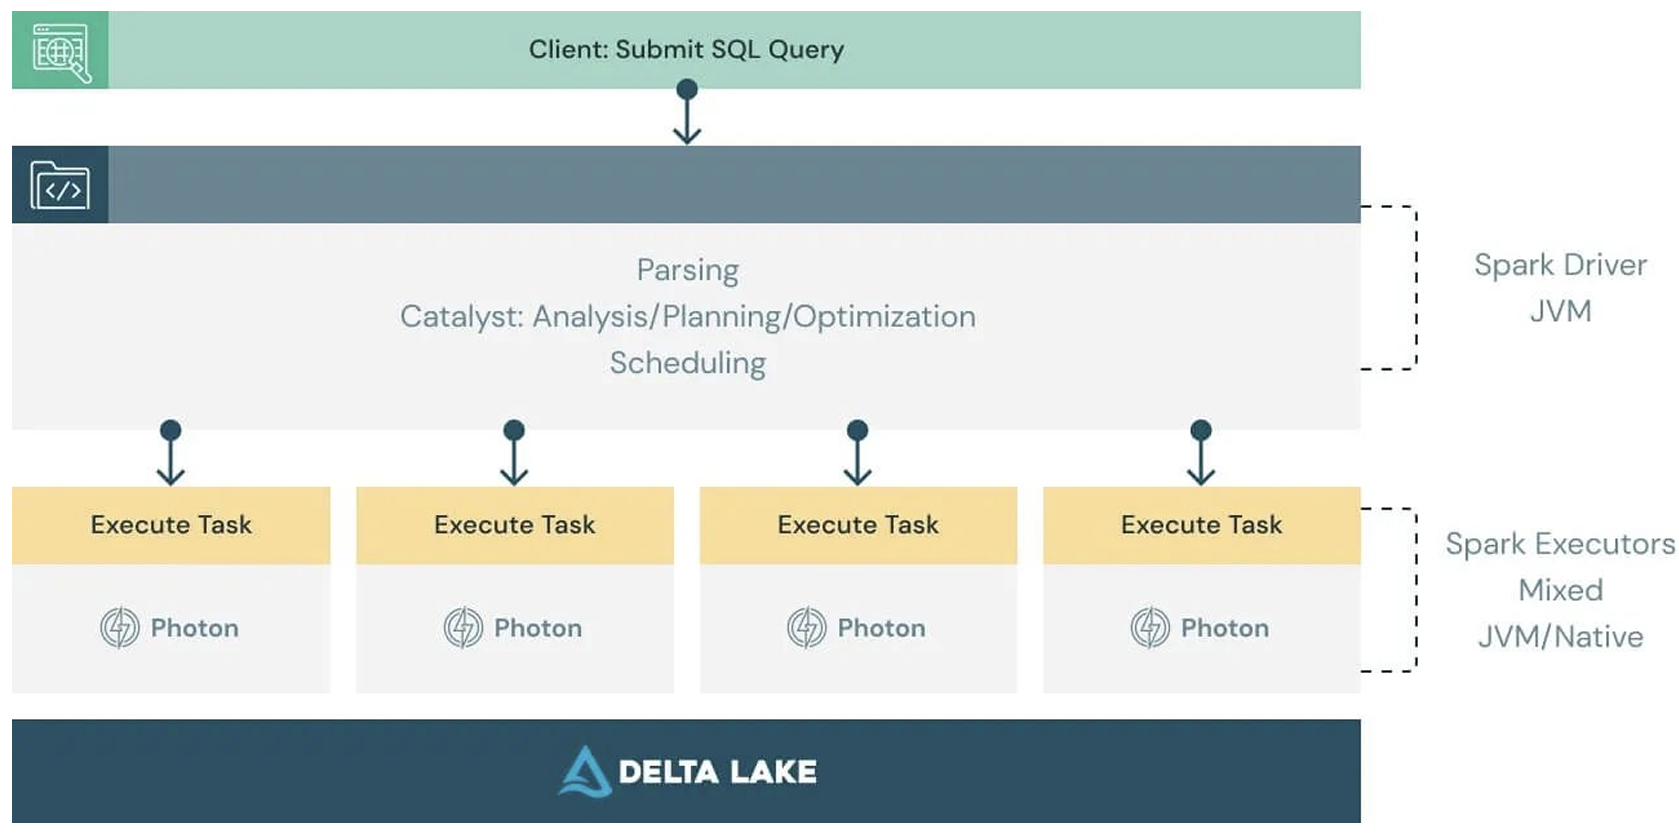 Client: Submit SQL Query
</>
Parsing
Catalyst: Analysis/Planning/Optimization
Scheduling
Spark Driver
JVM
Execute Task
Execute Task
Execute Task
Execute Task
Photon
Photon
Photon
Photon
Spark Executors
Mixed
JVM/Native
DELTA LAKE